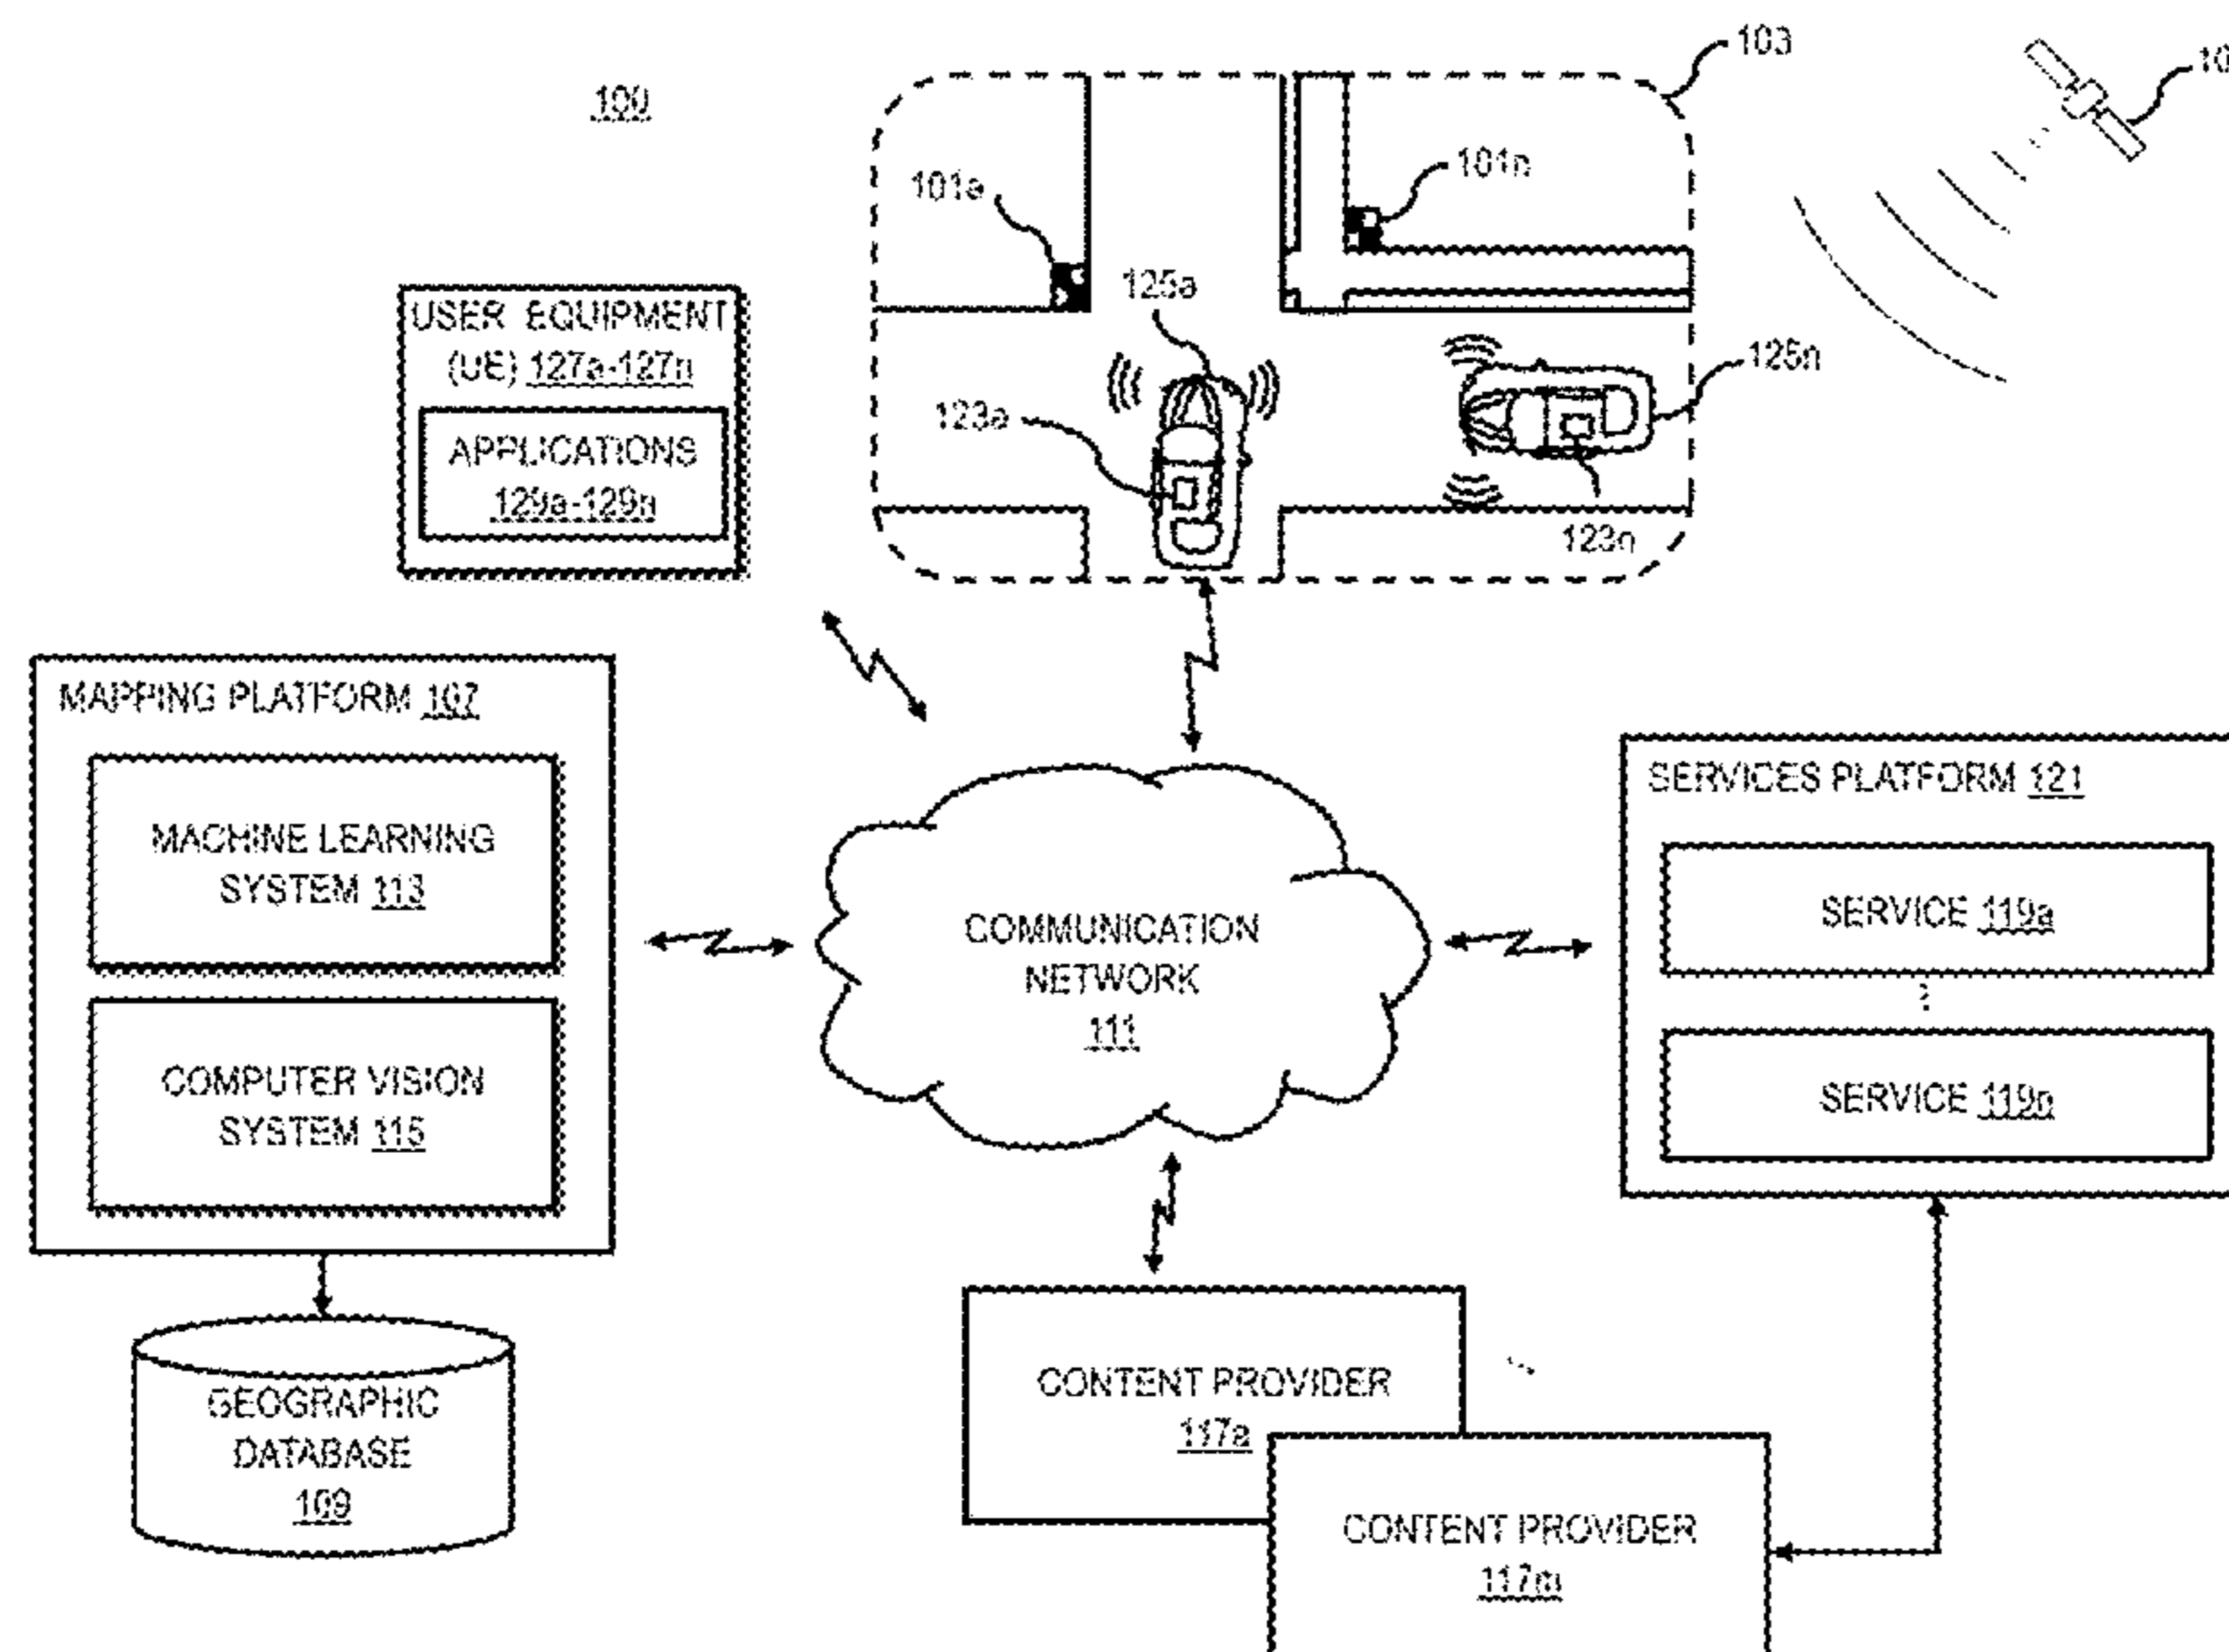 100
103
10
101a
101n
125a
125n
123a
123n
USER EQUIPMENT
(UE) 127a-127n
APPLICATIONS
129a-129n
MAPPING PLATFORM 107
MACHINE LEARNING
SYSTEM 113
COMPUTER VISION
SYSTEM 115
GEOGRAPHIC
DATABASE
109
COMMUNICATION
NETWORK
111
SERVICES PLATFORM 121
SERVICE 119a
SERVICE 119n
CONTENT PROVIDER
117a
CONTENT PROVIDER
117m